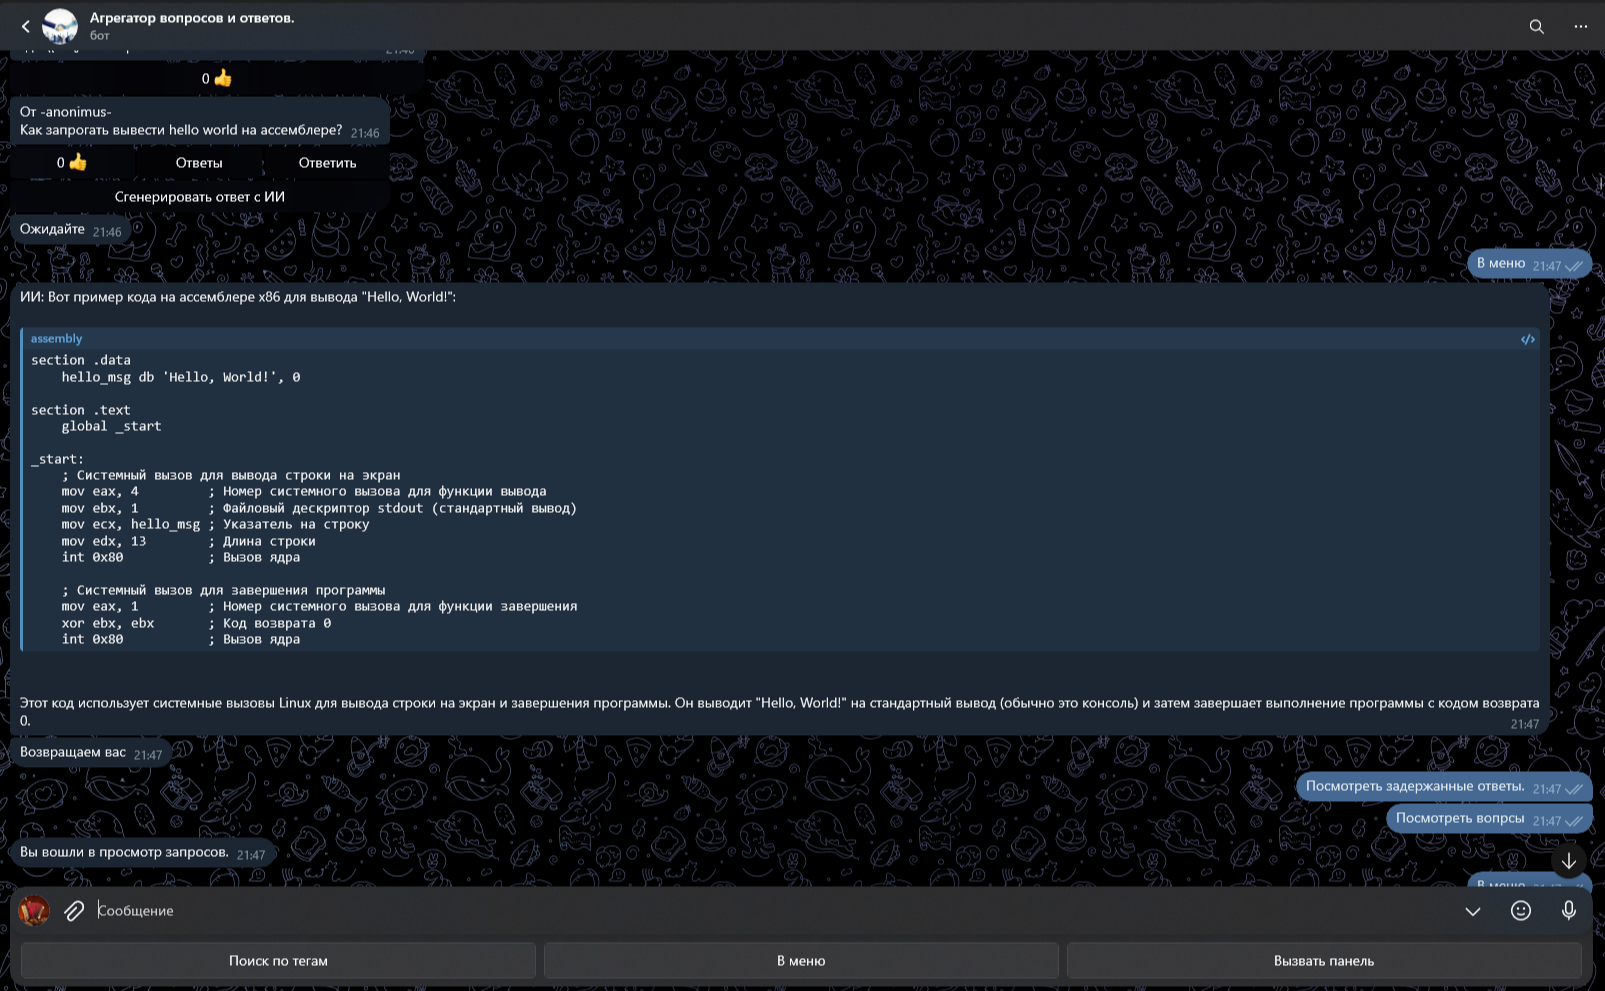 Агрегатор вопросов и ответов.
бот
21:46
0 👍
От -anonimus-
Как запрогать вывести hello world на ассемблере? 21:46
0 👍 Ответы Ответить
Сгенерировать ответ с ИИ
Ожидайте 21:46
В меню 21:47
ИИ: Вот пример кода на ассемблере x86 для вывода "Hello, World!":
assembly
section .data
    hello_msg db 'Hello, World!', 0
section .text
    global _start
_start:
    ; Системный вызов для вывода строки на экран
    mov eax, 4         ; Номер системного вызова для функции вывода
    mov ebx, 1         ; Файловый дескриптор stdout (стандартный вывод)
    mov ecx, hello_msg ; Указатель на строку
    mov edx, 13        ; Длина строки
    int 0x80           ; Вызов ядра
    ; Системный вызов для завершения программы
    mov eax, 1         ; Номер системного вызова для функции завершения
    xor ebx, ebx       ; Код возврата 0
    int 0x80           ; Вызов ядра
Этот код использует системные вызовы Linux для вывода строки на экран и завершения программы. Он выводит "Hello, World!" на стандартный вывод (обычно это консоль) и затем завершает выполнение программы с кодом возврата
0.
21:47
Возвращаем вас 21:47
Посмотреть задержанные ответы. 21:47
Посмотреть вопрсы 21:47
Вы вошли в просмотр запросов. 21:47
В меню
Сообщение
Поиск по тегам В меню Вызвать панель